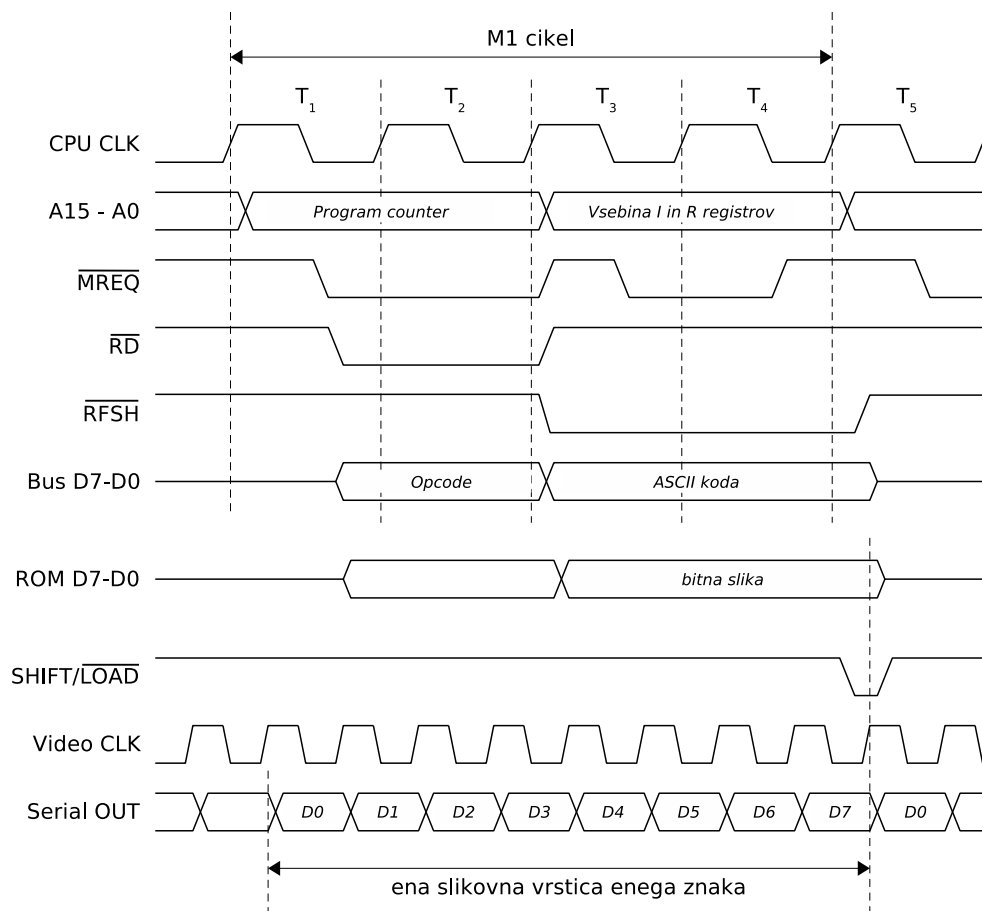 M1 cikel
T1 T2 T3 T4 T5
CPU CLK
A15 - A0 Program counter Vsebina I in R registrov
MREQ
RD
RFSH
Bus D7-D0 Opcode ASCII koda
ROM D7-D0 bitna slika
SHIFT/LOAD
Video CLK
Serial OUT D0 D1 D2 D3 D4 D5 D6 D7 D0
ena slikovna vrstica enega znaka